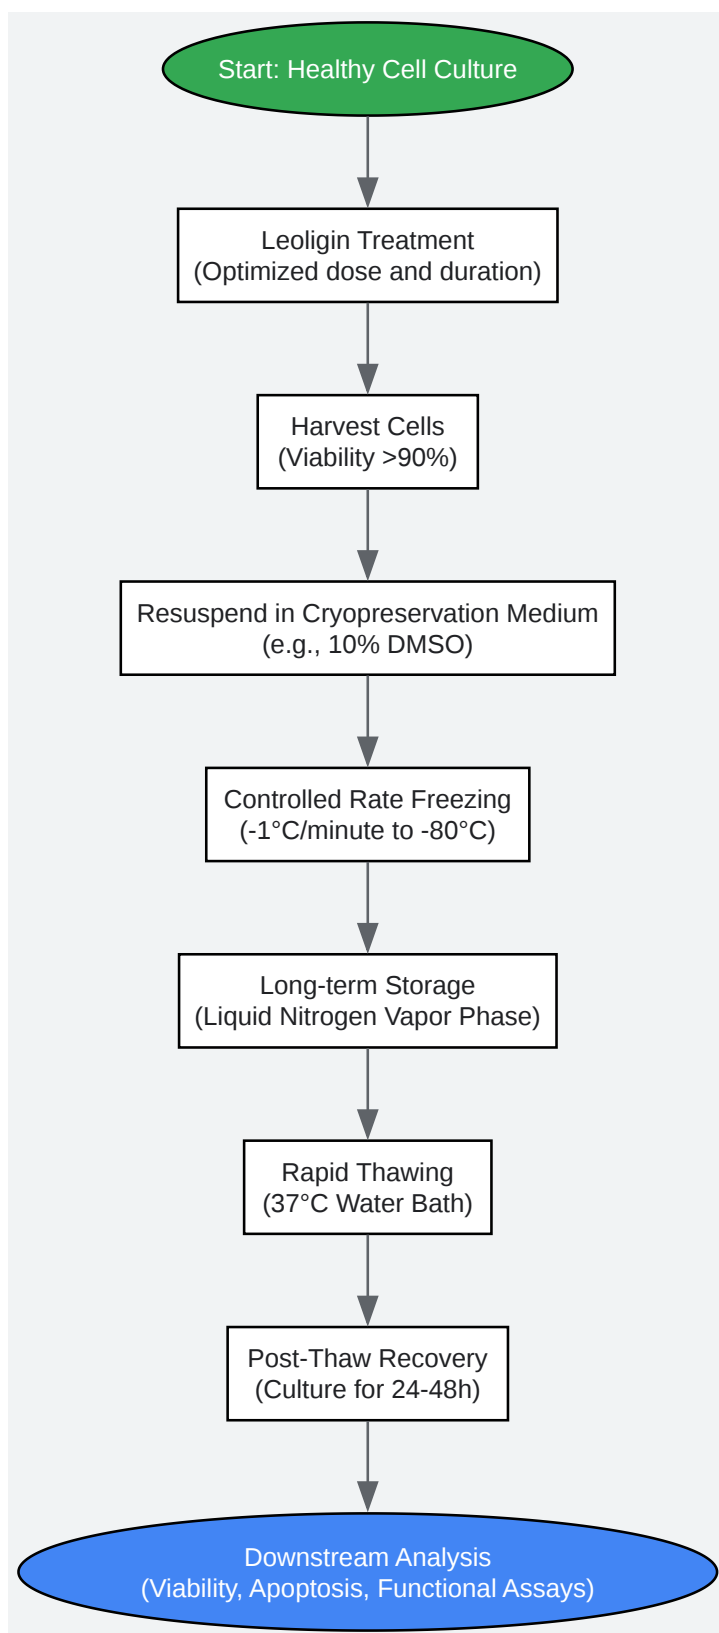 Start: Healthy Cell Culture
Leoligin Treatment
(Optimized dose and duration)
Harvest Cells
(Viability >90%)
Resuspend in Cryopreservation Medium
(e.g., 10% DMSO)
Controlled Rate Freezing
(-1°C/minute to -80°C)
Long-term Storage
(Liquid Nitrogen Vapor Phase)
Rapid Thawing
(37°C Water Bath)
Post-Thaw Recovery
(Culture for 24-48h)
Downstream Analysis
(Viability, Apoptosis, Functional Assays)